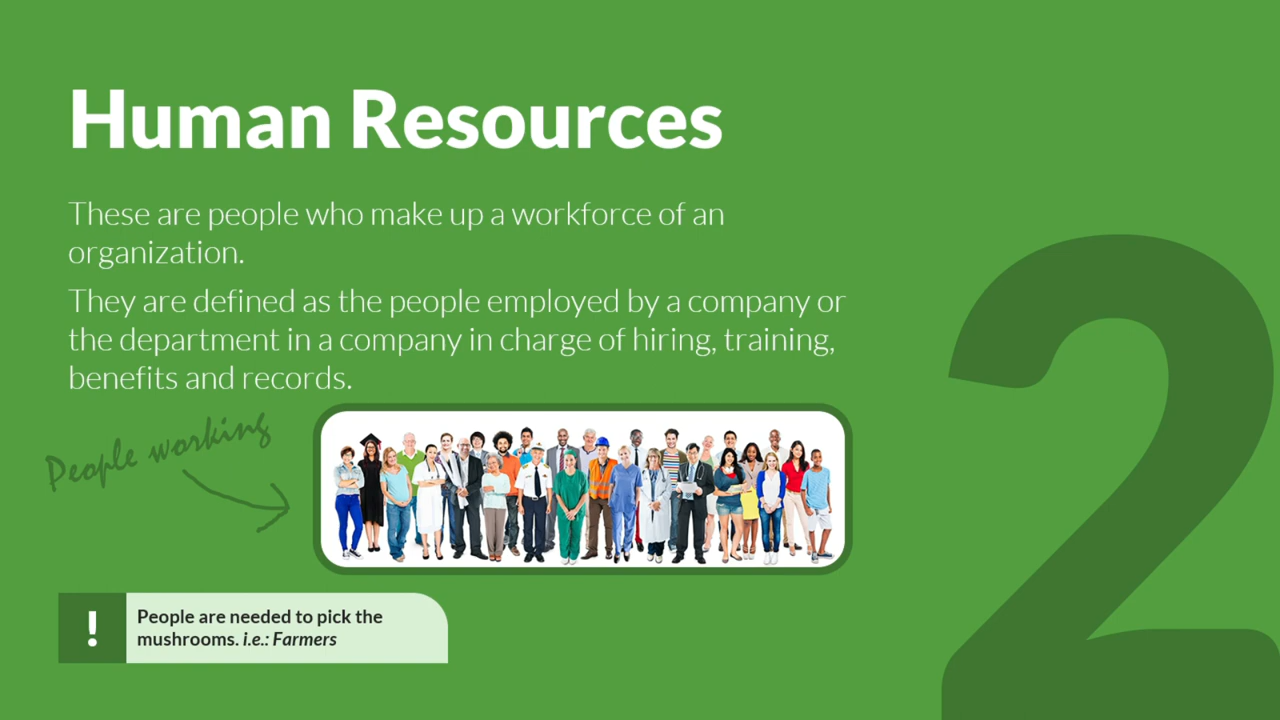 Human Resources
These are people who make up a workforce of an
organization.
They are defined as the people employed by a company or
the department in a company in charge of hiring, training,
benefits and records.
People working
!
People are needed to pick the
mushrooms. i.e.: Farmers
2